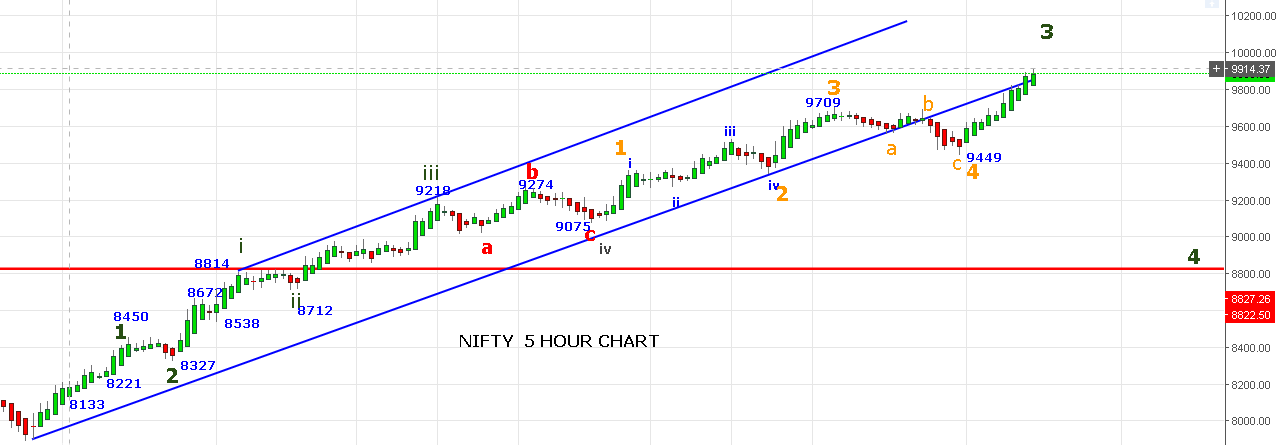 10200.00
3
10000.00
+ 9914.37
9800.00
3
9709
b
9600.00
iii
a
1
i
9449
c
4
9400.00
b
iii
9274
9218
iv
2
ii
9200.00
9075
c
iv
a
9000.00
i
8814
4
8800.00
8672
ii
8712
8827.26
8822.50
8450
1
8538
NIFTY 5 HOUR CHART
8400.00
8327
2
8221
8200.00
8133
8000.00